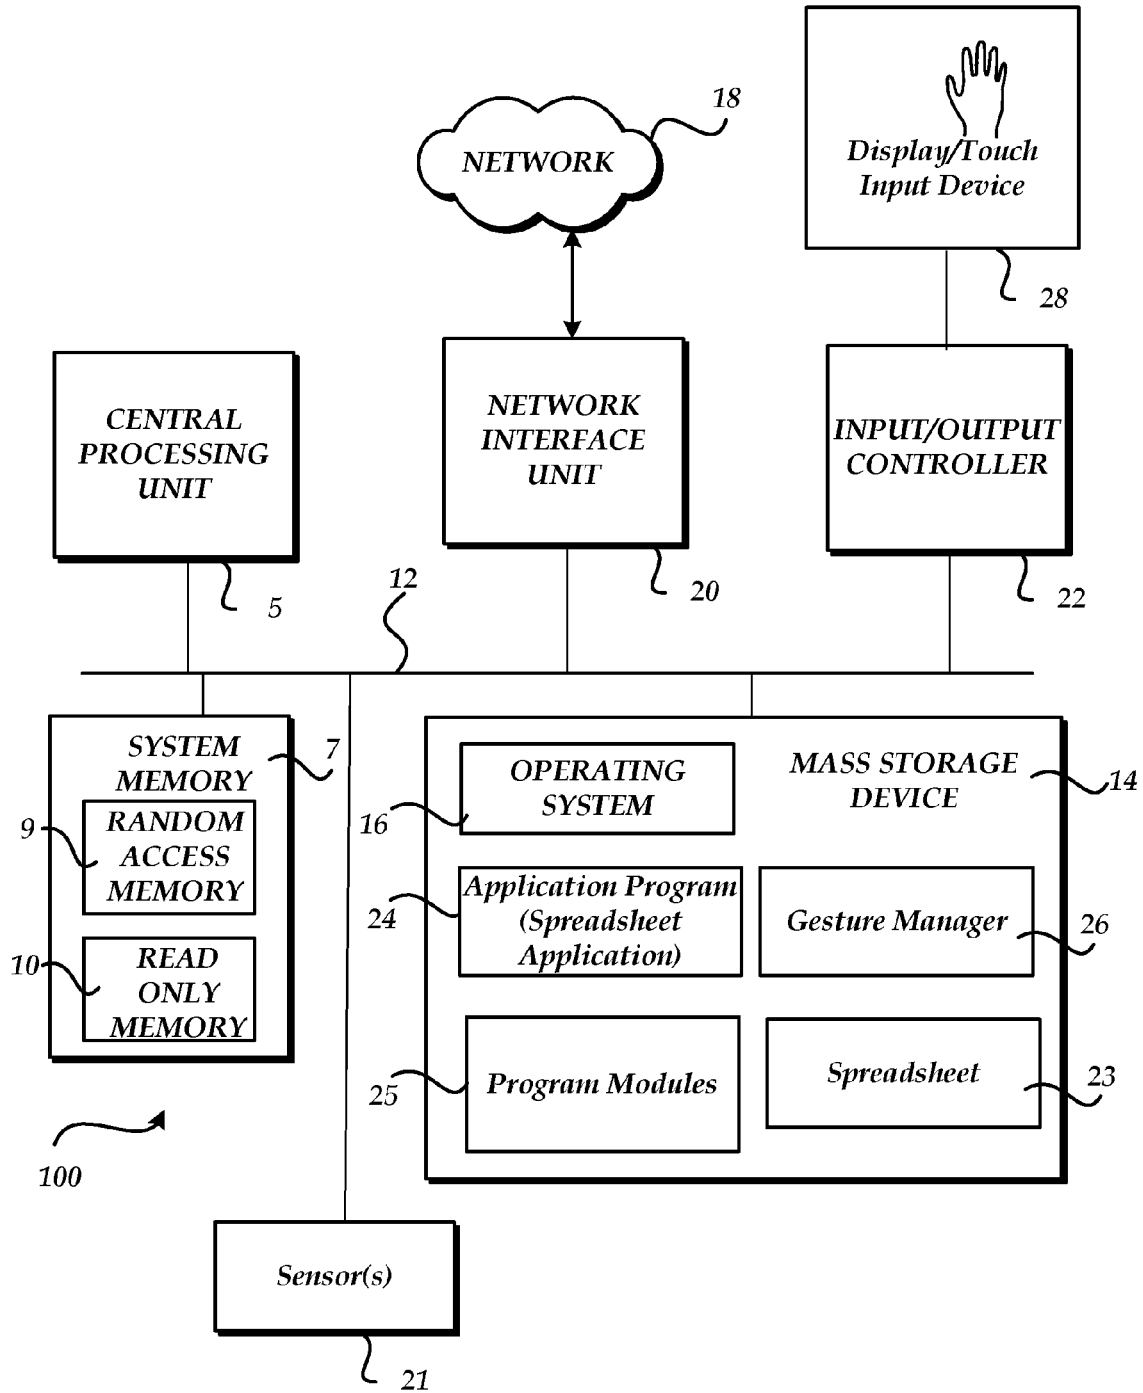 18
NETWORK
Display/Touch
Input Device
28
CENTRAL
PROCESSING
UNIT
5
NETWORK
INTERFACE
UNIT
20
INPUT/OUTPUT
CONTROLLER
22
12
SYSTEM
MEMORY
7
9
RANDOM
ACCESS
MEMORY
10
READ
ONLY
MEMORY
100
OPERATING
SYSTEM
16
MASS STORAGE
DEVICE
14
24
Application Program
(Spreadsheet
Application)
Gesture Manager
26
25
Program Modules
Spreadsheet
23
Sensor(s)
21